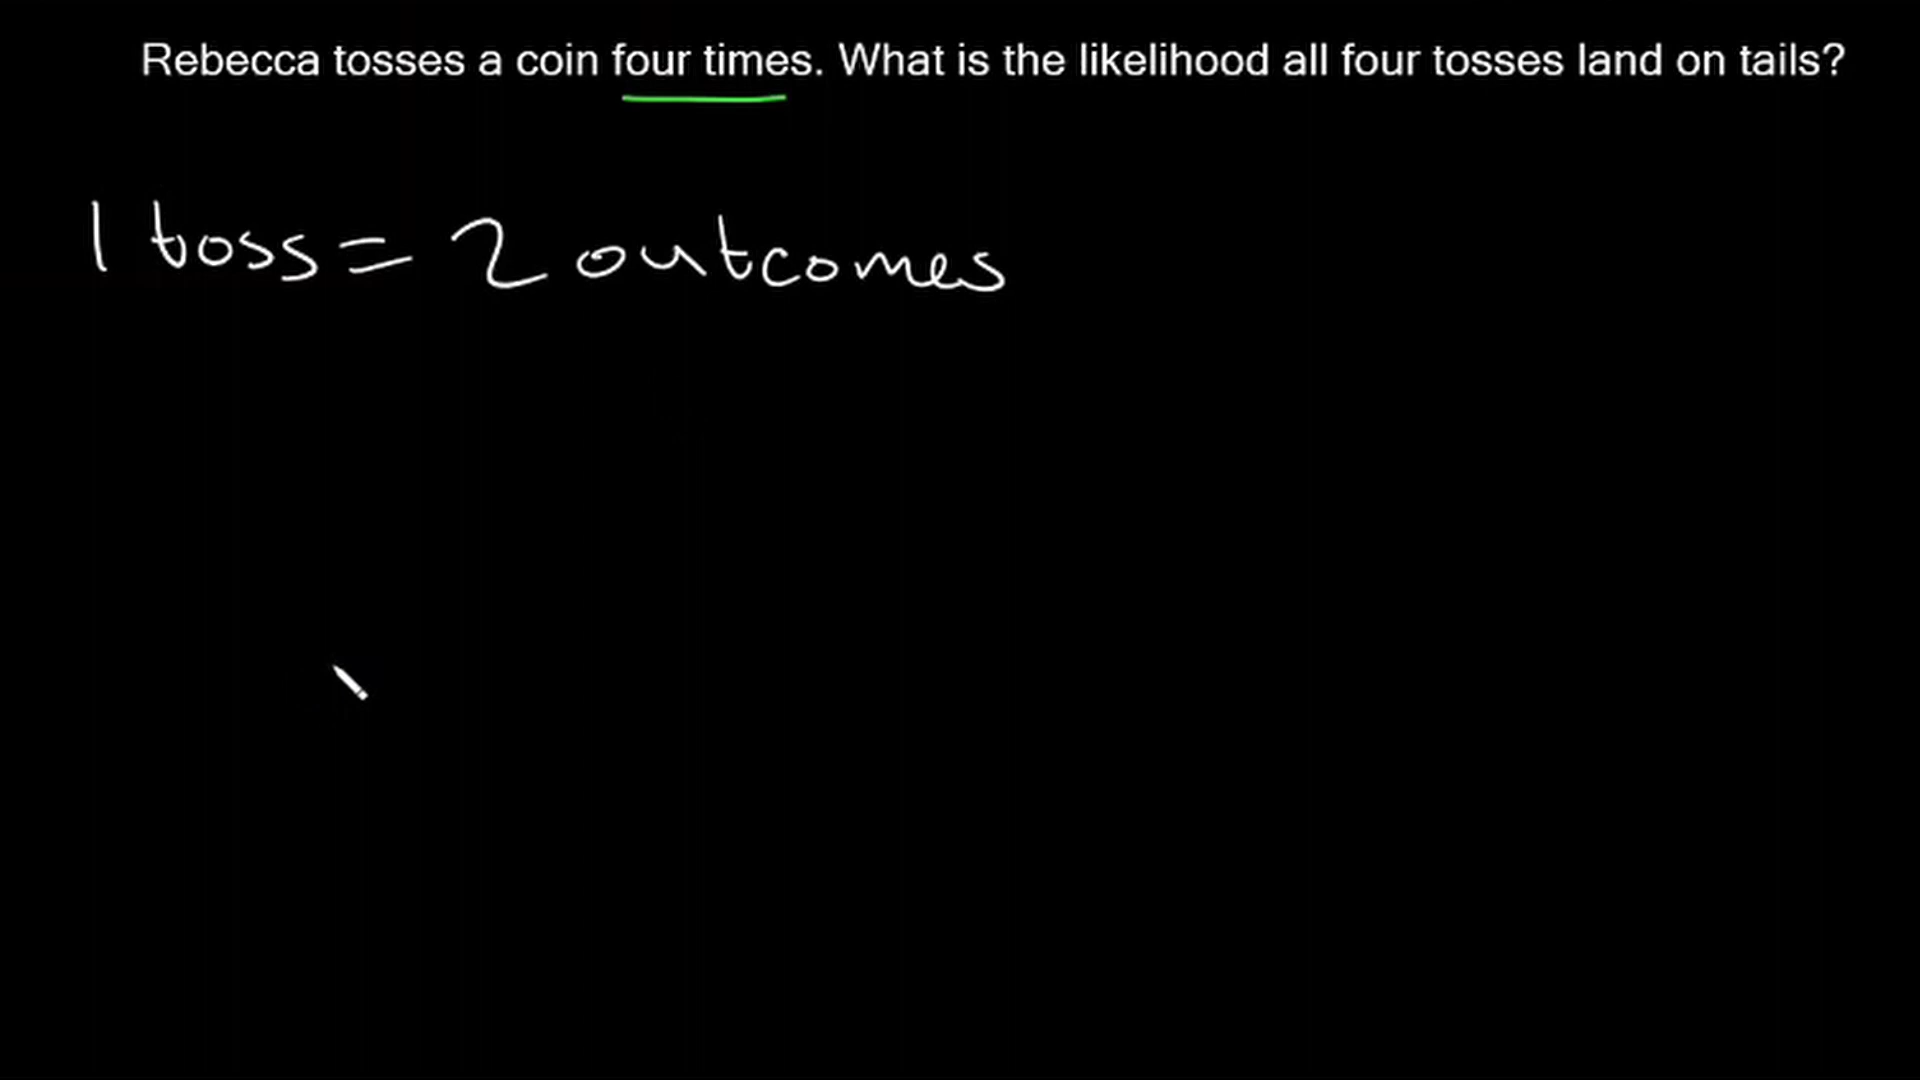 Rebecca tosses a coin four times. What is the likelihood all four tosses land on tails?
1 toss = 2 outcomes